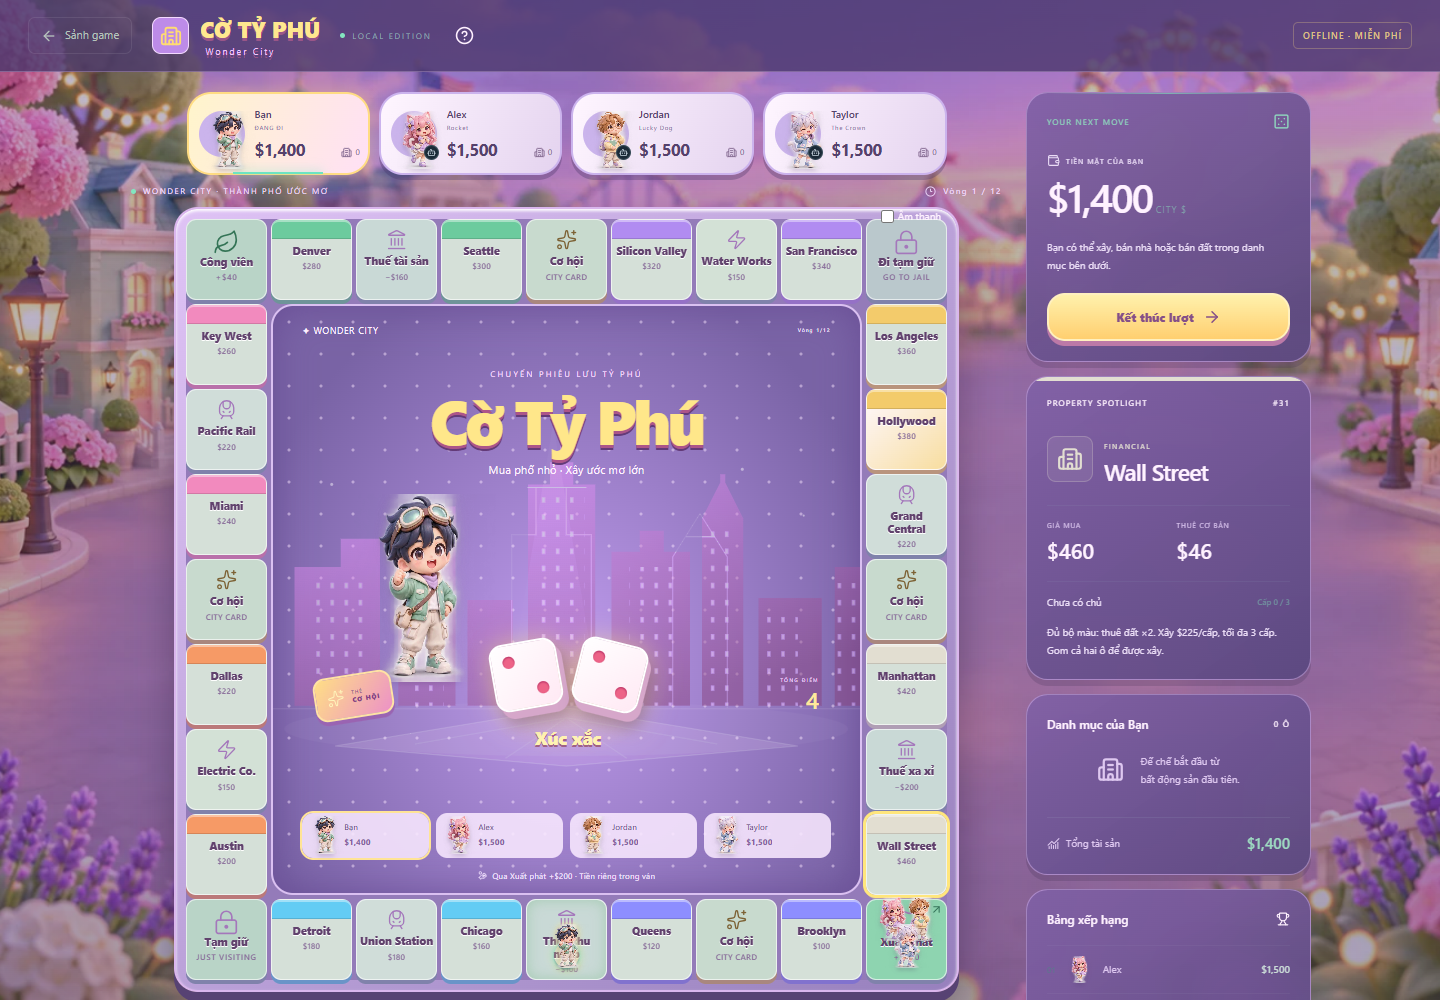 Sảnh game
CỜ TỶ PHÚ
Wonder City
LOCAL EDITION
OFFLINE · MIỄN PHÍ
Bạn
ĐANG ĐI
$1,400
0
Alex
Rocket
$1,500
0
Jordan
Lucky Dog
$1,500
0
Taylor
The Crown
$1,500
0
WONDER CITY · THÀNH PHỐ ƯỚC MƠ
Vòng 1 / 12
Âm thanh
Công viên
+$40
Denver
$280
Thuế tài sản
−$160
Seattle
$300
Cơ hội
CITY CARD
Silicon Valley
$320
Water Works
$150
San Francisco
$340
Đi tạm giữ
GO TO JAIL
Key West
$260
Pacific Rail
$220
Miami
$240
Cơ hội
CITY CARD
Dallas
$220
Electric Co.
$150
Austin
$200
✦ WONDER CITY
Vòng 1/12
CHUYẾN PHIÊU LƯU TỶ PHÚ
Cờ Tỷ Phú
Mua phố nhỏ · Xây ước mơ lớn
THẺ
CƠ HỘI
TỔNG ĐIỂM
4
Xúc xắc
Bạn
$1,400
Alex
$1,500
Jordan
$1,500
Taylor
$1,500
Qua Xuất phát +$200 · Tiền riêng trong ván
Los Angeles
$360
Hollywood
$380
Grand
Central
$220
Cơ hội
CITY CARD
Manhattan
$420
Thuế xa xỉ
−$200
Wall Street
$460
Tạm giữ
JUST VISITING
Detroit
$180
Union Station
$180
Chicago
$160
Queens
$120
Cơ hội
CITY CARD
Brooklyn
$100
YOUR NEXT MOVE
TIỀN MẶT CỦA BẠN
$1,400 CITY $
Bạn có thể xây, bán nhà hoặc bán đất trong danh
mục bên dưới.
Kết thúc lượt
PROPERTY SPOTLIGHT
#31
FINANCIAL
Wall Street
GIÁ MUA
$460
THUÊ CƠ BẢN
$46
Chưa có chủ
Cấp 0 / 3
Đủ bộ màu: thuê đất ×2. Xây $225/cấp, tối đa 3 cấp.
Gom cả hai ô để được xây.
Danh mục của Bạn
0 Ô
Đế chế bắt đầu từ
bất động sản đầu tiên.
Tổng tài sản
$1,400
Bảng xếp hạng
Alex
$1,500